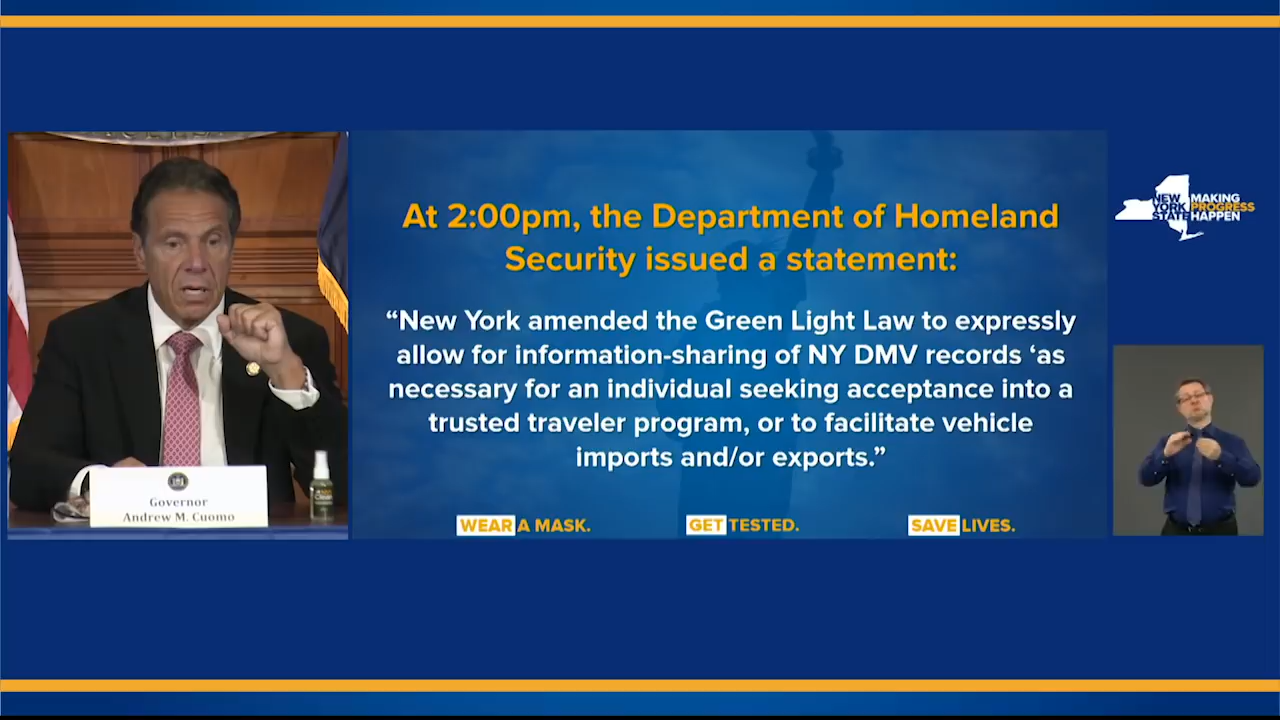 At 2:00pm, the Department of Homeland
Security issued a statement:
“New York amended the Green Light Law to expressly
allow for information-sharing of NY DMV records ‘as
necessary for an individual seeking acceptance into a
trusted traveler program, or to facilitate vehicle
imports and/or exports.”
WEAR A MASK.
GET TESTED.
SAVE LIVES.
Governor
Andrew M. Cuomo
NEW
YORK
STATE
MAKING
PROGRESS
HAPPEN